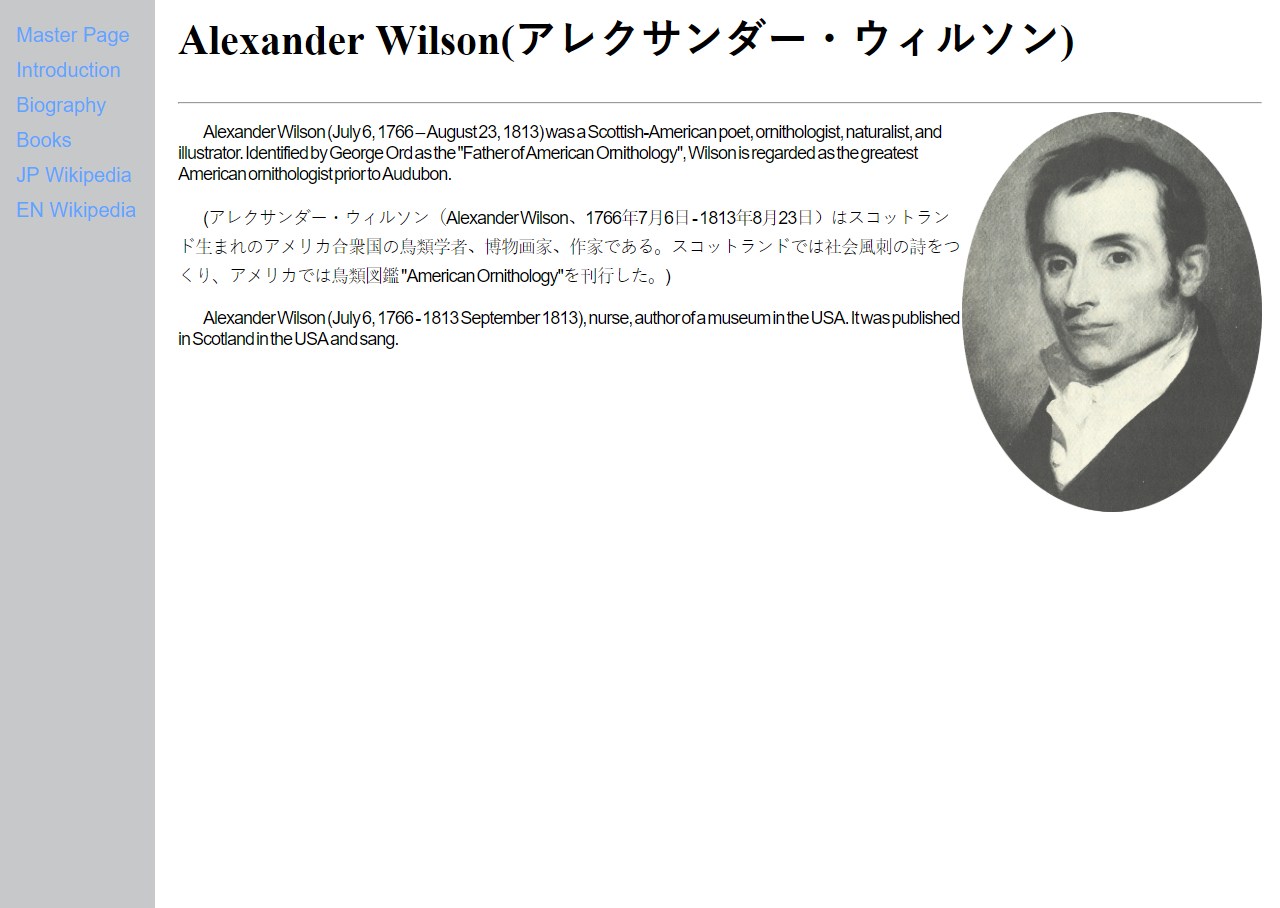 Master Page
Introduction
Biography
Books
JP Wikipedia
EN Wikipedia
Alexander Wilson(アレクサンダー・ウィルソン)
Alexander Wilson (July 6, 1766 – August 23, 1813) was a Scottish-American poet, ornithologist, naturalist, and
illustrator. Identified by George Ord as the "Father of American Ornithology", Wilson is regarded as the greatest
American ornithologist prior to Audubon.
(アレクサンダー・ウィルソン（Alexander Wilson、1766年7月6日 - 1813年8月23日）はスコットラン
ド生まれのアメリカ合衆国の鳥類学者、博物画家、作家である。スコットランドでは社会風刺の詩をつ
くり、アメリカでは鳥類図鑑 "American Ornithology"を刊行した。)
Alexander Wilson (July 6, 1766 - 1813 September 1813), nurse, author of a museum in the USA. It was published
in Scotland in the USA and sang.